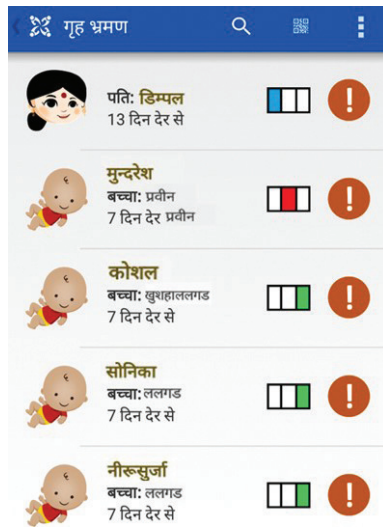 गृह भ्रमण
पति: डिम्पल
13 दिन देर से
मुन्दरेश
बच्चा: प्रवीन
7 दिन देर प्रवीन
कोशल
बच्चा: खुशहाललगड
7 दिन देर से
सोनिका
बच्चा: ललगड
7 दिन देर से
नीरूसुर्जा
बच्चा: ललगड
7 दिन देर से